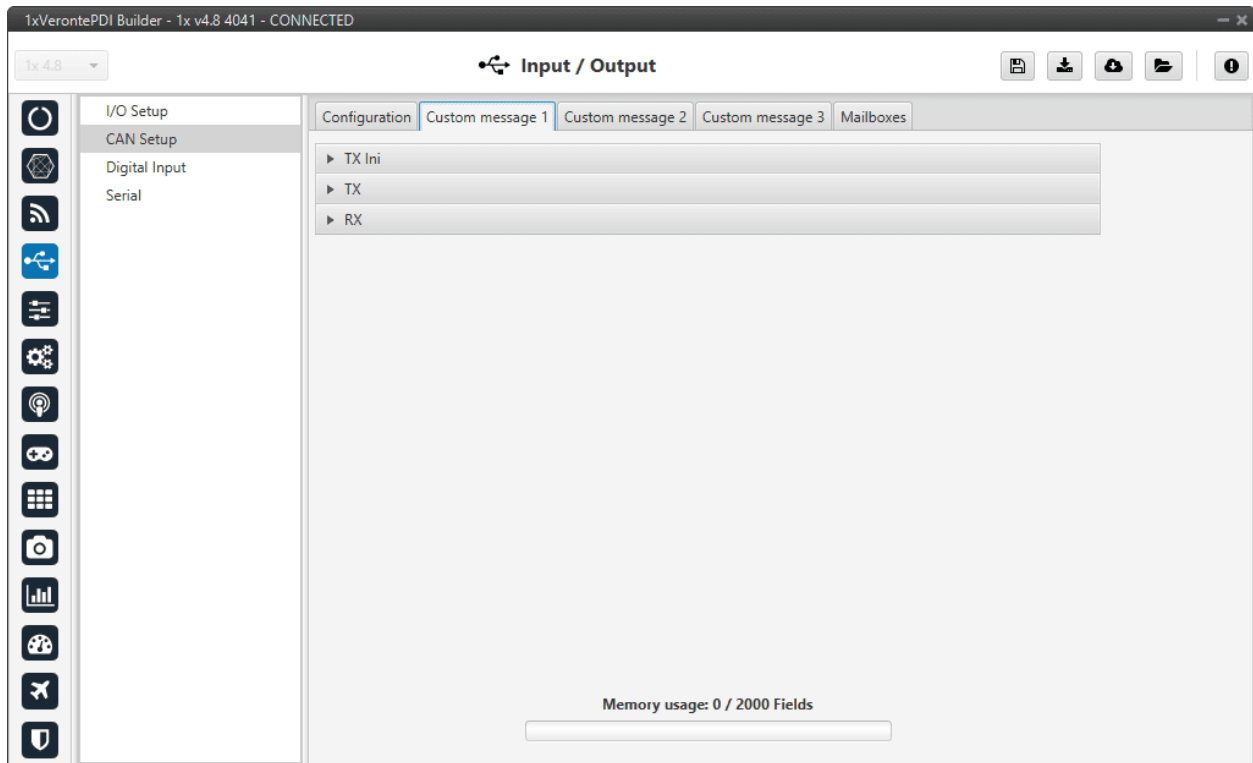 1xVerontePDI Builder - 1x v4.8 4041 - CONNECTED
1x 4.8
Input / Output
I/O Setup
CAN Setup
Digital Input
Serial
Configuration
Custom message 1
Custom message 2
Custom message 3
Mailboxes
TX Ini
TX
RX
Memory usage: 0 / 2000 Fields